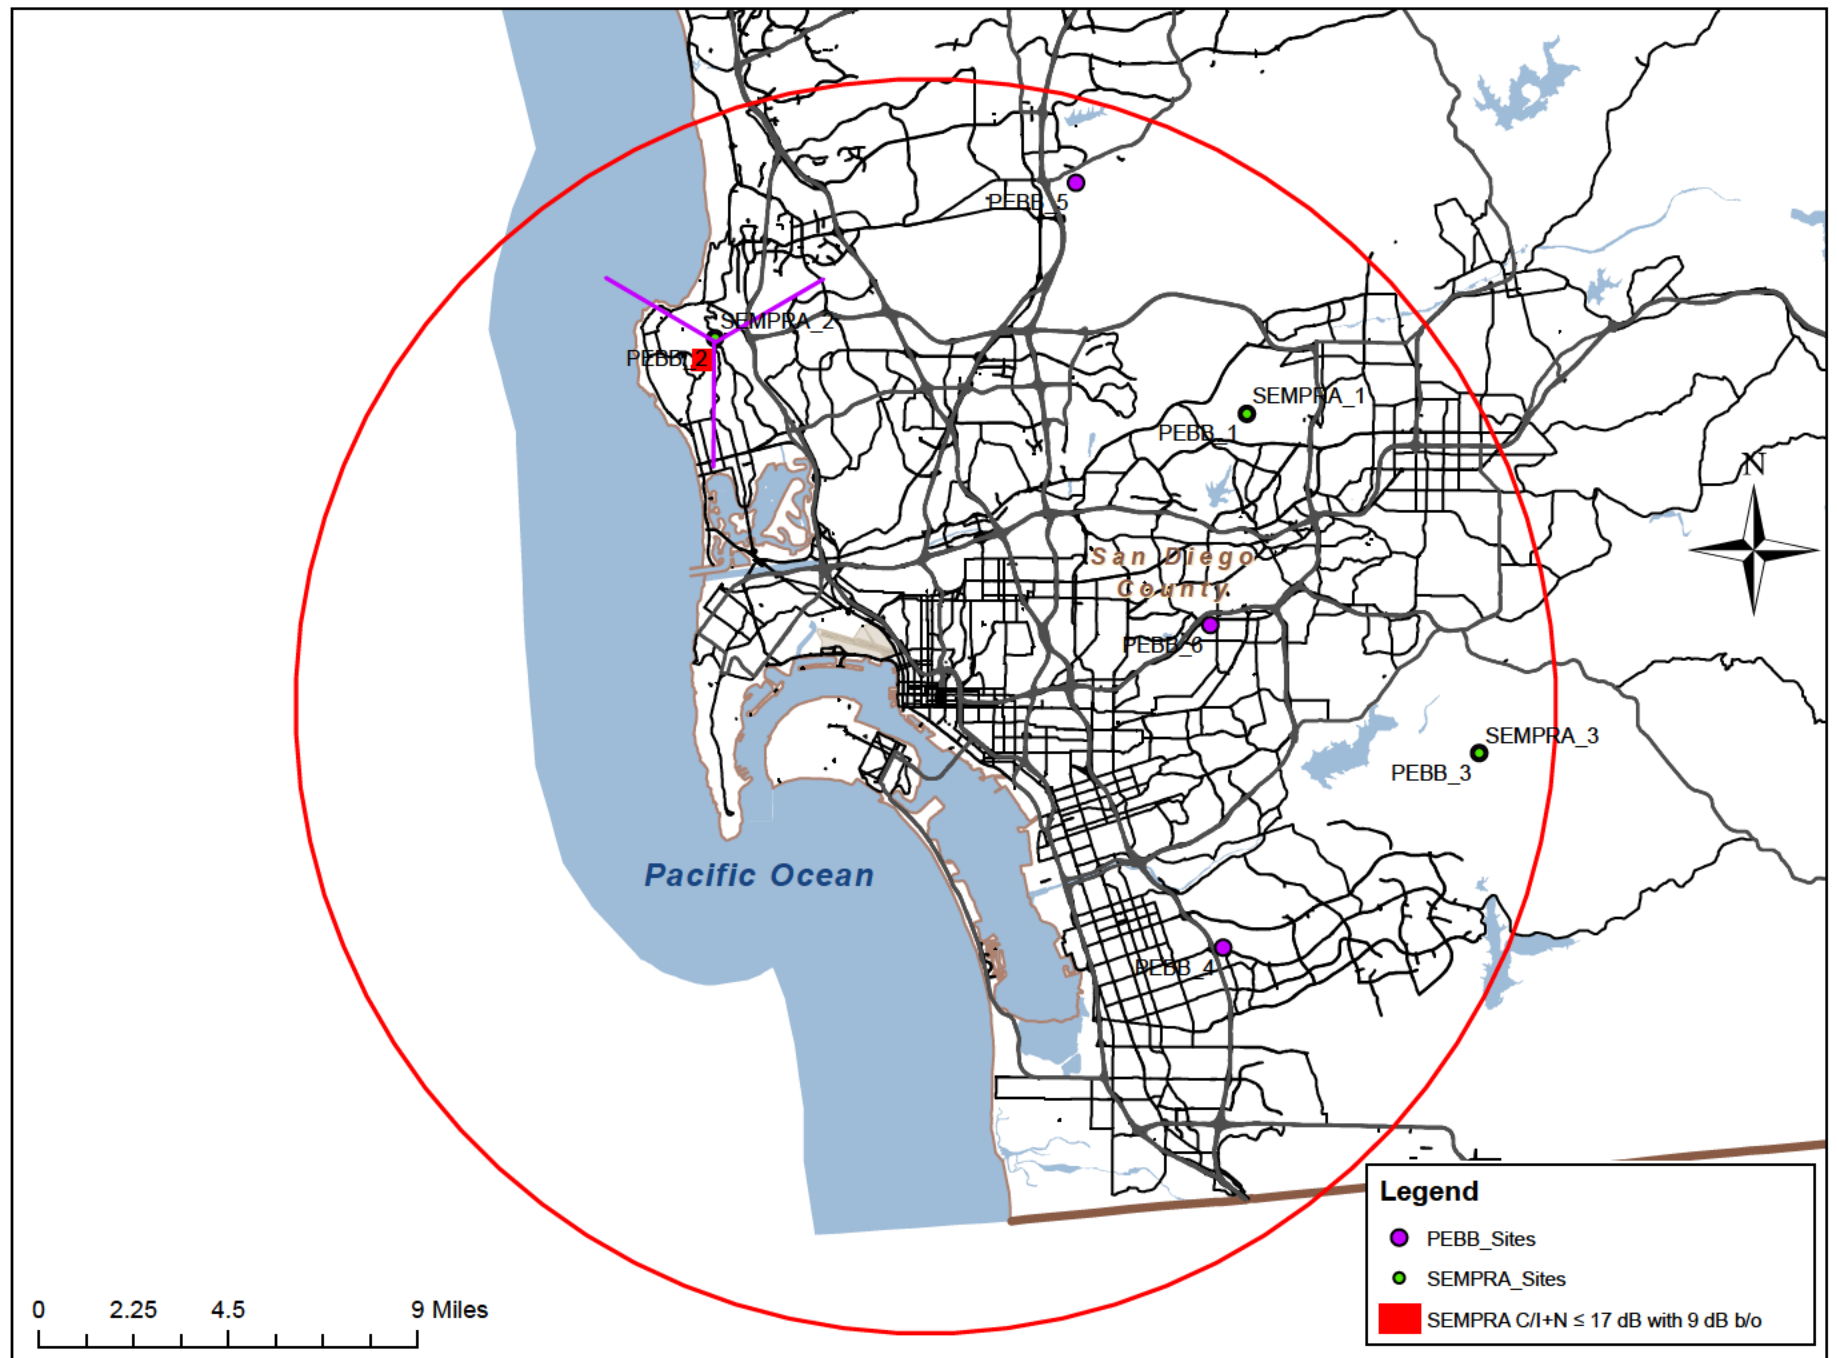 PEBB_5
SEMPRA_2
PEBB_2
SEMPRA_1
PEBB_1
N
San Diego
County
PEBB_6
SEMPRA_3
PEBB_3
Pacific Ocean
PEBB_4
Legend
PEBB_Sites
SEMPRA_Sites
SEMPRA C/I+N ≤ 17 dB with 9 dB b/o
0 2.25 4.5 9 Miles